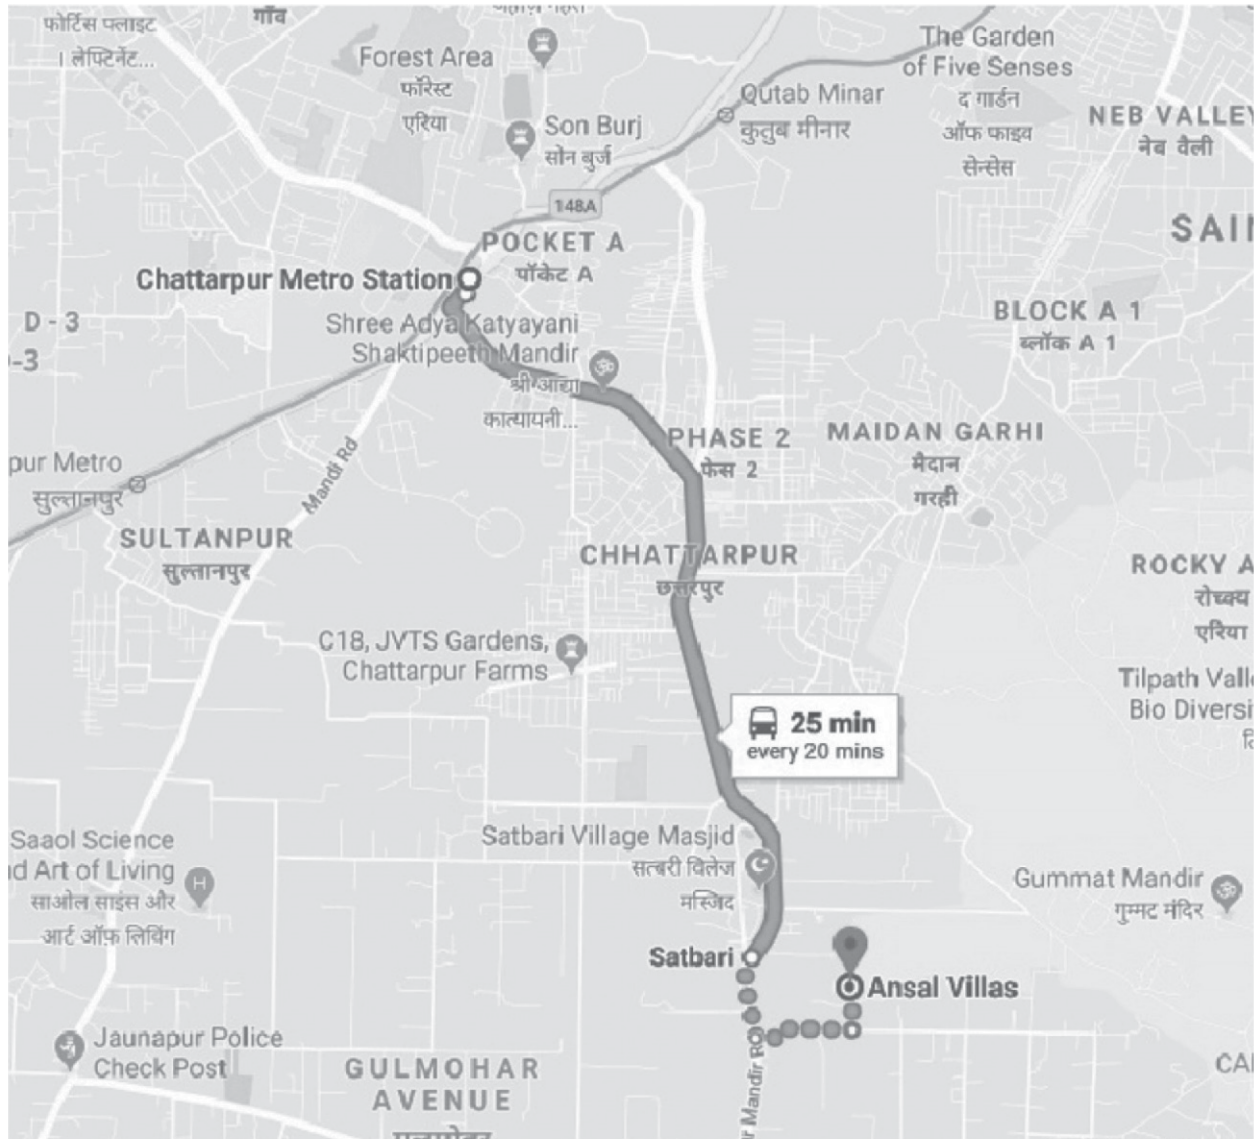 फोर्टिस फ्लाइट
। लेफ्टिनेंट...
गाँव
Forest Area
फॉरेस्ट
एरिया
Son Burj
सोन बुर्ज
The Garden
of Five Senses
द गार्डन
ऑफ फाइव
सेन्सेस
Qutab Minar
कुतुब मीनार
NEB VALLEY
नेब वैली
148A
SAI
POCKET A
पॉकेट A
Chattarpur Metro Station
D - 3
-3
Shree Adya Katyayani
Shaktipeeth Mandir
श्री आद्या
कात्यायनी...
BLOCK A 1
ब्लॉक A 1
PHASE 2
फेस 2
MAIDAN GARHI
मैदान
गरही
pur Metro
सुल्तानपुर
Mandi Rd
SULTANPUR
सुल्तानपुर
CHHATTARPUR
छत्तरपुर
ROCKY A
रोच्क्य
एरिया
C18, JVTS Gardens,
Chattarpur Farms
Tilpath Valle
Bio Diversi
25 min
every 20 mins
Satbari Village Masjid
सत्बरी विलेज
मस्जिद
Saaol Science
nd Art of Living
साओल साइंस और
आर्ट ऑफ़ लिविंग
H
Gummat Mandir
गुम्मट मंदिर
Satbari
Ansal Villas
Jaunapur Police
Check Post
GULMOHAR
AVENUE
r Mandir Rd
CA